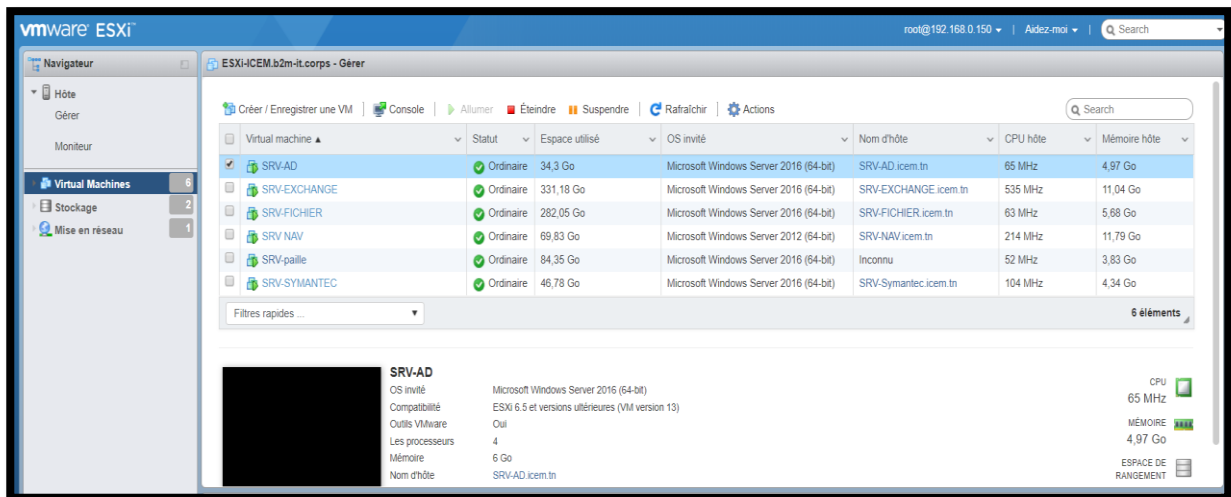 vmware ESXi™
root@192.168.0.150 | Aidez-moi | Search
Navigateur
ESXi-ICEM.b2m-it.corps - Gérer
Hôte
Gérer
Moniteur
Virtual Machines 6
Stockage 2
Mise en réseau 1
Créer / Enregistrer une VM | Console | Allumer Éteindre Suspendre | Rafraîchir | Actions
Search
Virtual machine ▲ Statut Espace utilisé OS invité Nom d'hôte CPU hôte Mémoire hôte
SRV-AD Ordinaire 34,3 Go Microsoft Windows Server 2016 (64-bit) SRV-AD.icem.tn 65 MHz 4,97 Go
SRV-EXCHANGE Ordinaire 331,18 Go Microsoft Windows Server 2016 (64-bit) SRV-EXCHANGE.icem.tn 535 MHz 11,04 Go
SRV-FICHIER Ordinaire 282,05 Go Microsoft Windows Server 2016 (64-bit) SRV-FICHIER.icem.tn 63 MHz 5,68 Go
SRV NAV Ordinaire 69,83 Go Microsoft Windows Server 2012 (64-bit) SRV-NAV.icem.tn 214 MHz 11,79 Go
SRV-paille Ordinaire 84,35 Go Microsoft Windows Server 2016 (64-bit) Inconnu 52 MHz 3,83 Go
SRV-SYMANTEC Ordinaire 46,78 Go Microsoft Windows Server 2016 (64-bit) SRV-Symantec.icem.tn 104 MHz 4,34 Go
Filtres rapides ...
6 éléments
SRV-AD
OS invité Microsoft Windows Server 2016 (64-bit)
Compatibilité ESXi 6.5 et versions ultérieures (VM version 13)
Outils VMware Oui
Les processeurs 4
Mémoire 6 Go
Nom d'hôte SRV-AD.icem.tn
CPU
65 MHz
MÉMOIRE
4,97 Go
ESPACE DE
RANGEMENT